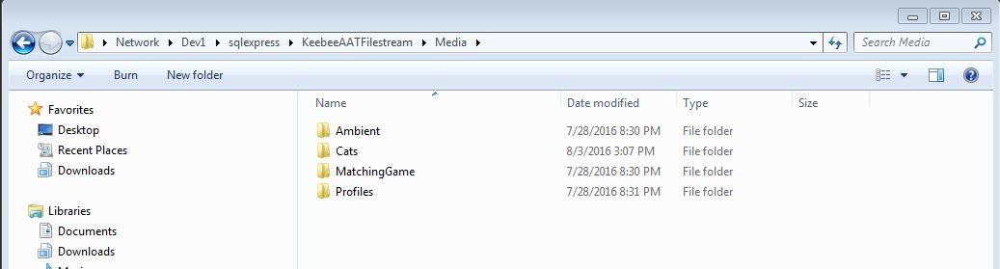 Network Dev1 sqlexpress KeebeeAATFilestream Media Search Media
Organize Burn New folder
Favorites
Desktop
Recent Places
Downloads
Libraries
Documents
Downloads
Name Date modified Type Size
Ambient 7/28/2016 8:30 PM File folder
Cats 8/3/2016 3:07 PM File folder
MatchingGame 7/28/2016 8:30 PM File folder
Profiles 7/28/2016 8:31 PM File folder